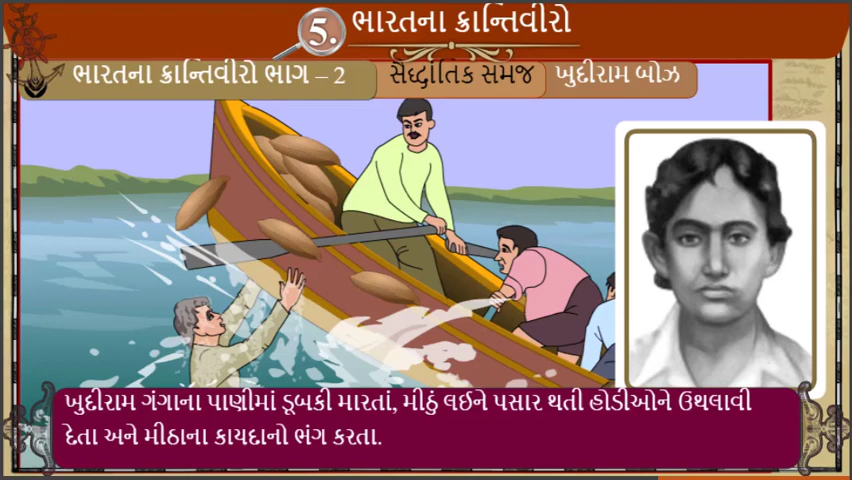 5. ભારતના ક્રાન્તિવીરો
ભારતના ક્રાન્તિવીરો ભાગ – 2 સૈદ્ધાંતિક સમજ ખુદીરામ બોઝ
ખુદીરામ ગંગાના પાણીમાં ડૂબકી મારતાં, મીઠું લઈને પસાર થતી હોડીઓને ઉથલાવી
દેતા અને મીઠાના કાયદાનો ભંગ કરતા.